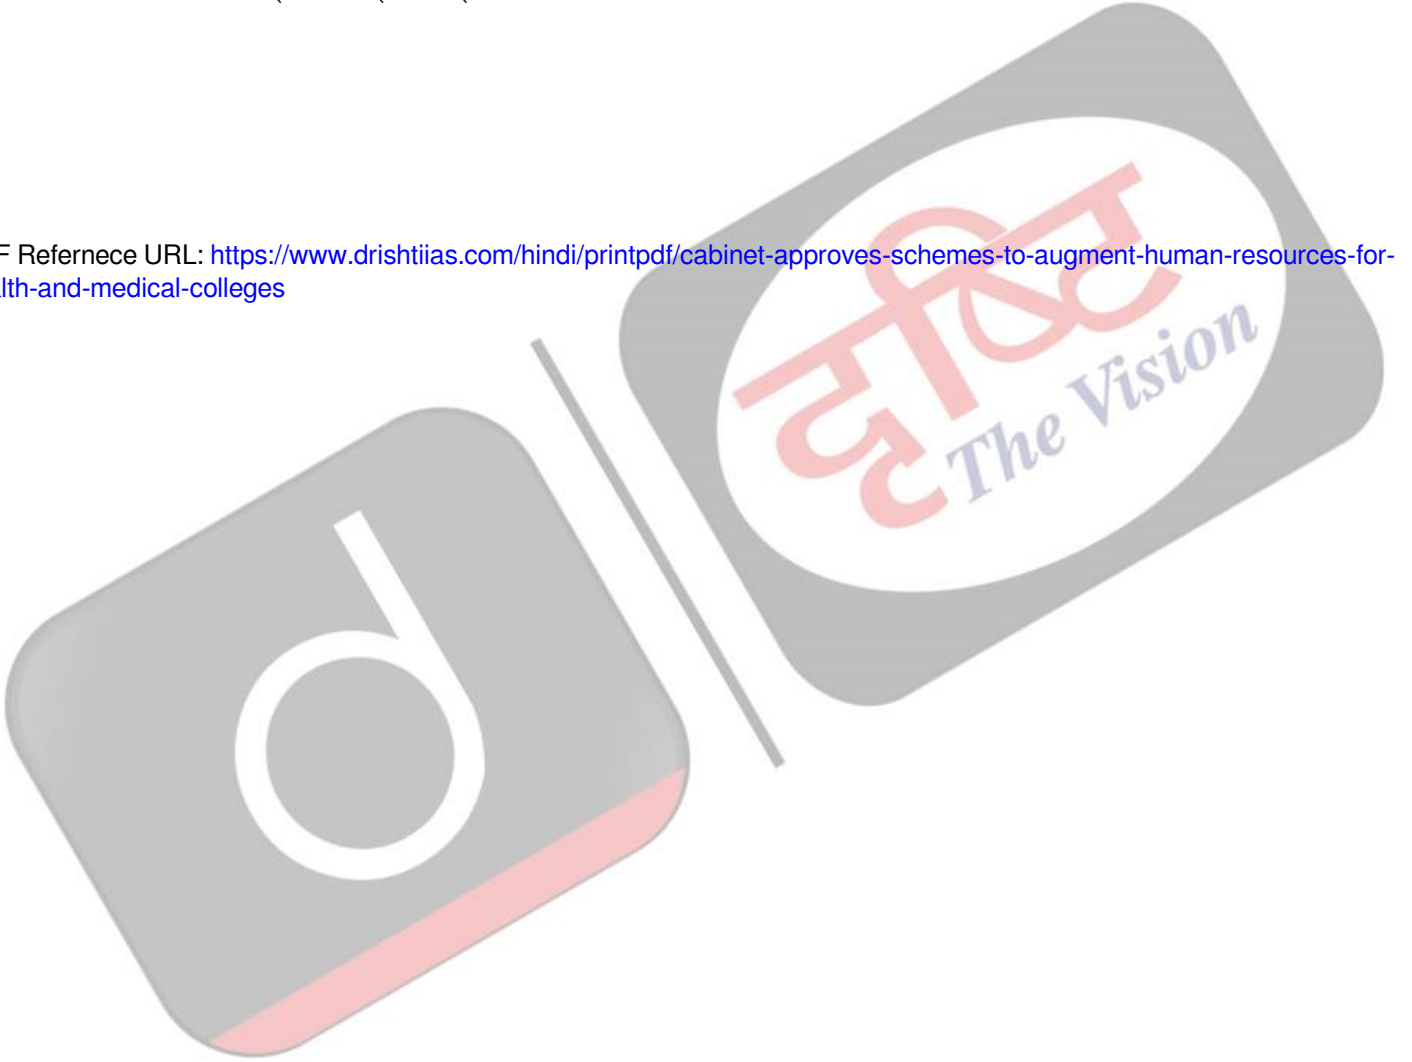 F Refernece URL: https://www.drishtiias.com/hindi/printpdf/cabinet-approves-schemes-to-augment-human-resources-for-
lth-and-medical-colleges
दृष्टि
The Vision
d